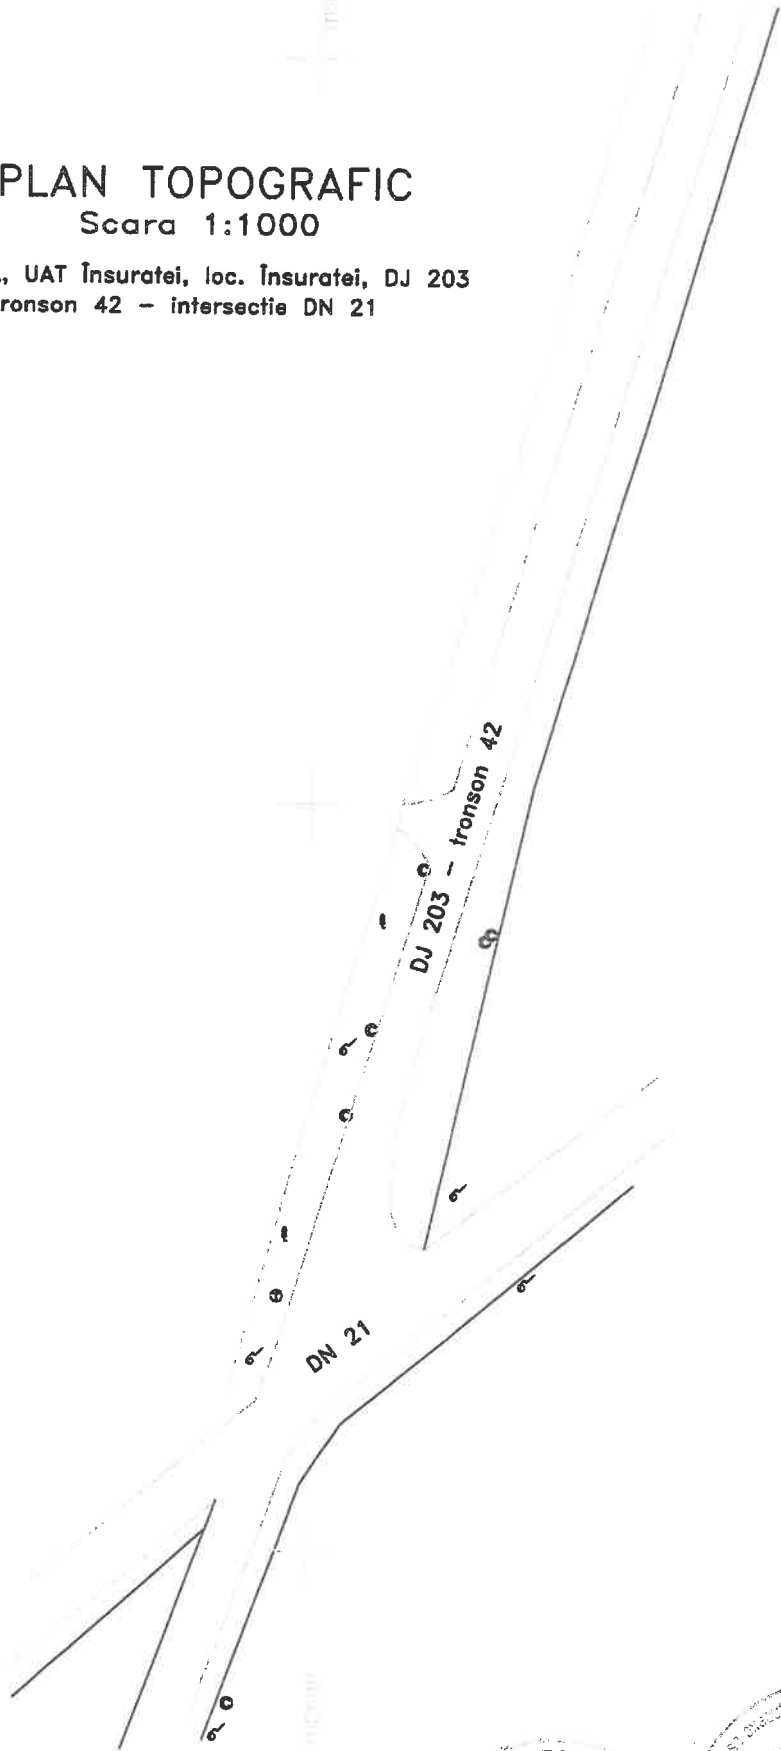 PLAN TOPOGRAFIC
Scara 1:1000
., UAT Însuratei, loc. Însuratei, DJ 203
ronson 42 – intersectie DN 21
DJ 203 – tronson 42
DN 21